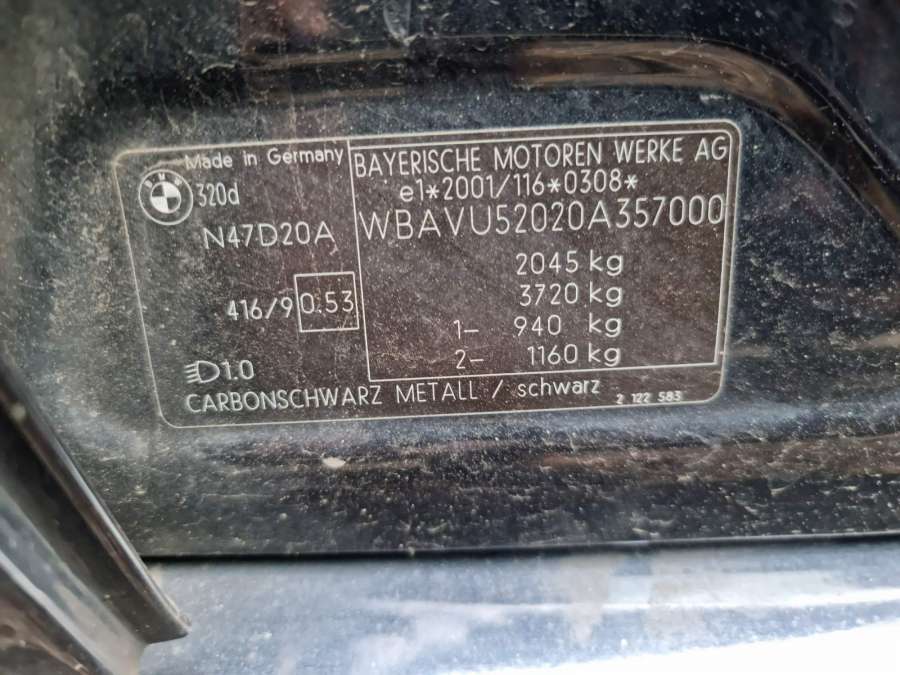 Made in Germany
BMW
320d
N47D20A
416/9 0.53
D1.0
BAYERISCHE MOTOREN WERKE AG
e1*2001/116*0308*
WBAVU52020A357000
2045 kg
3720 kg
1- 940 kg
2- 1160 kg
CARBONSCHWARZ METALL / schwarz
2 122 583